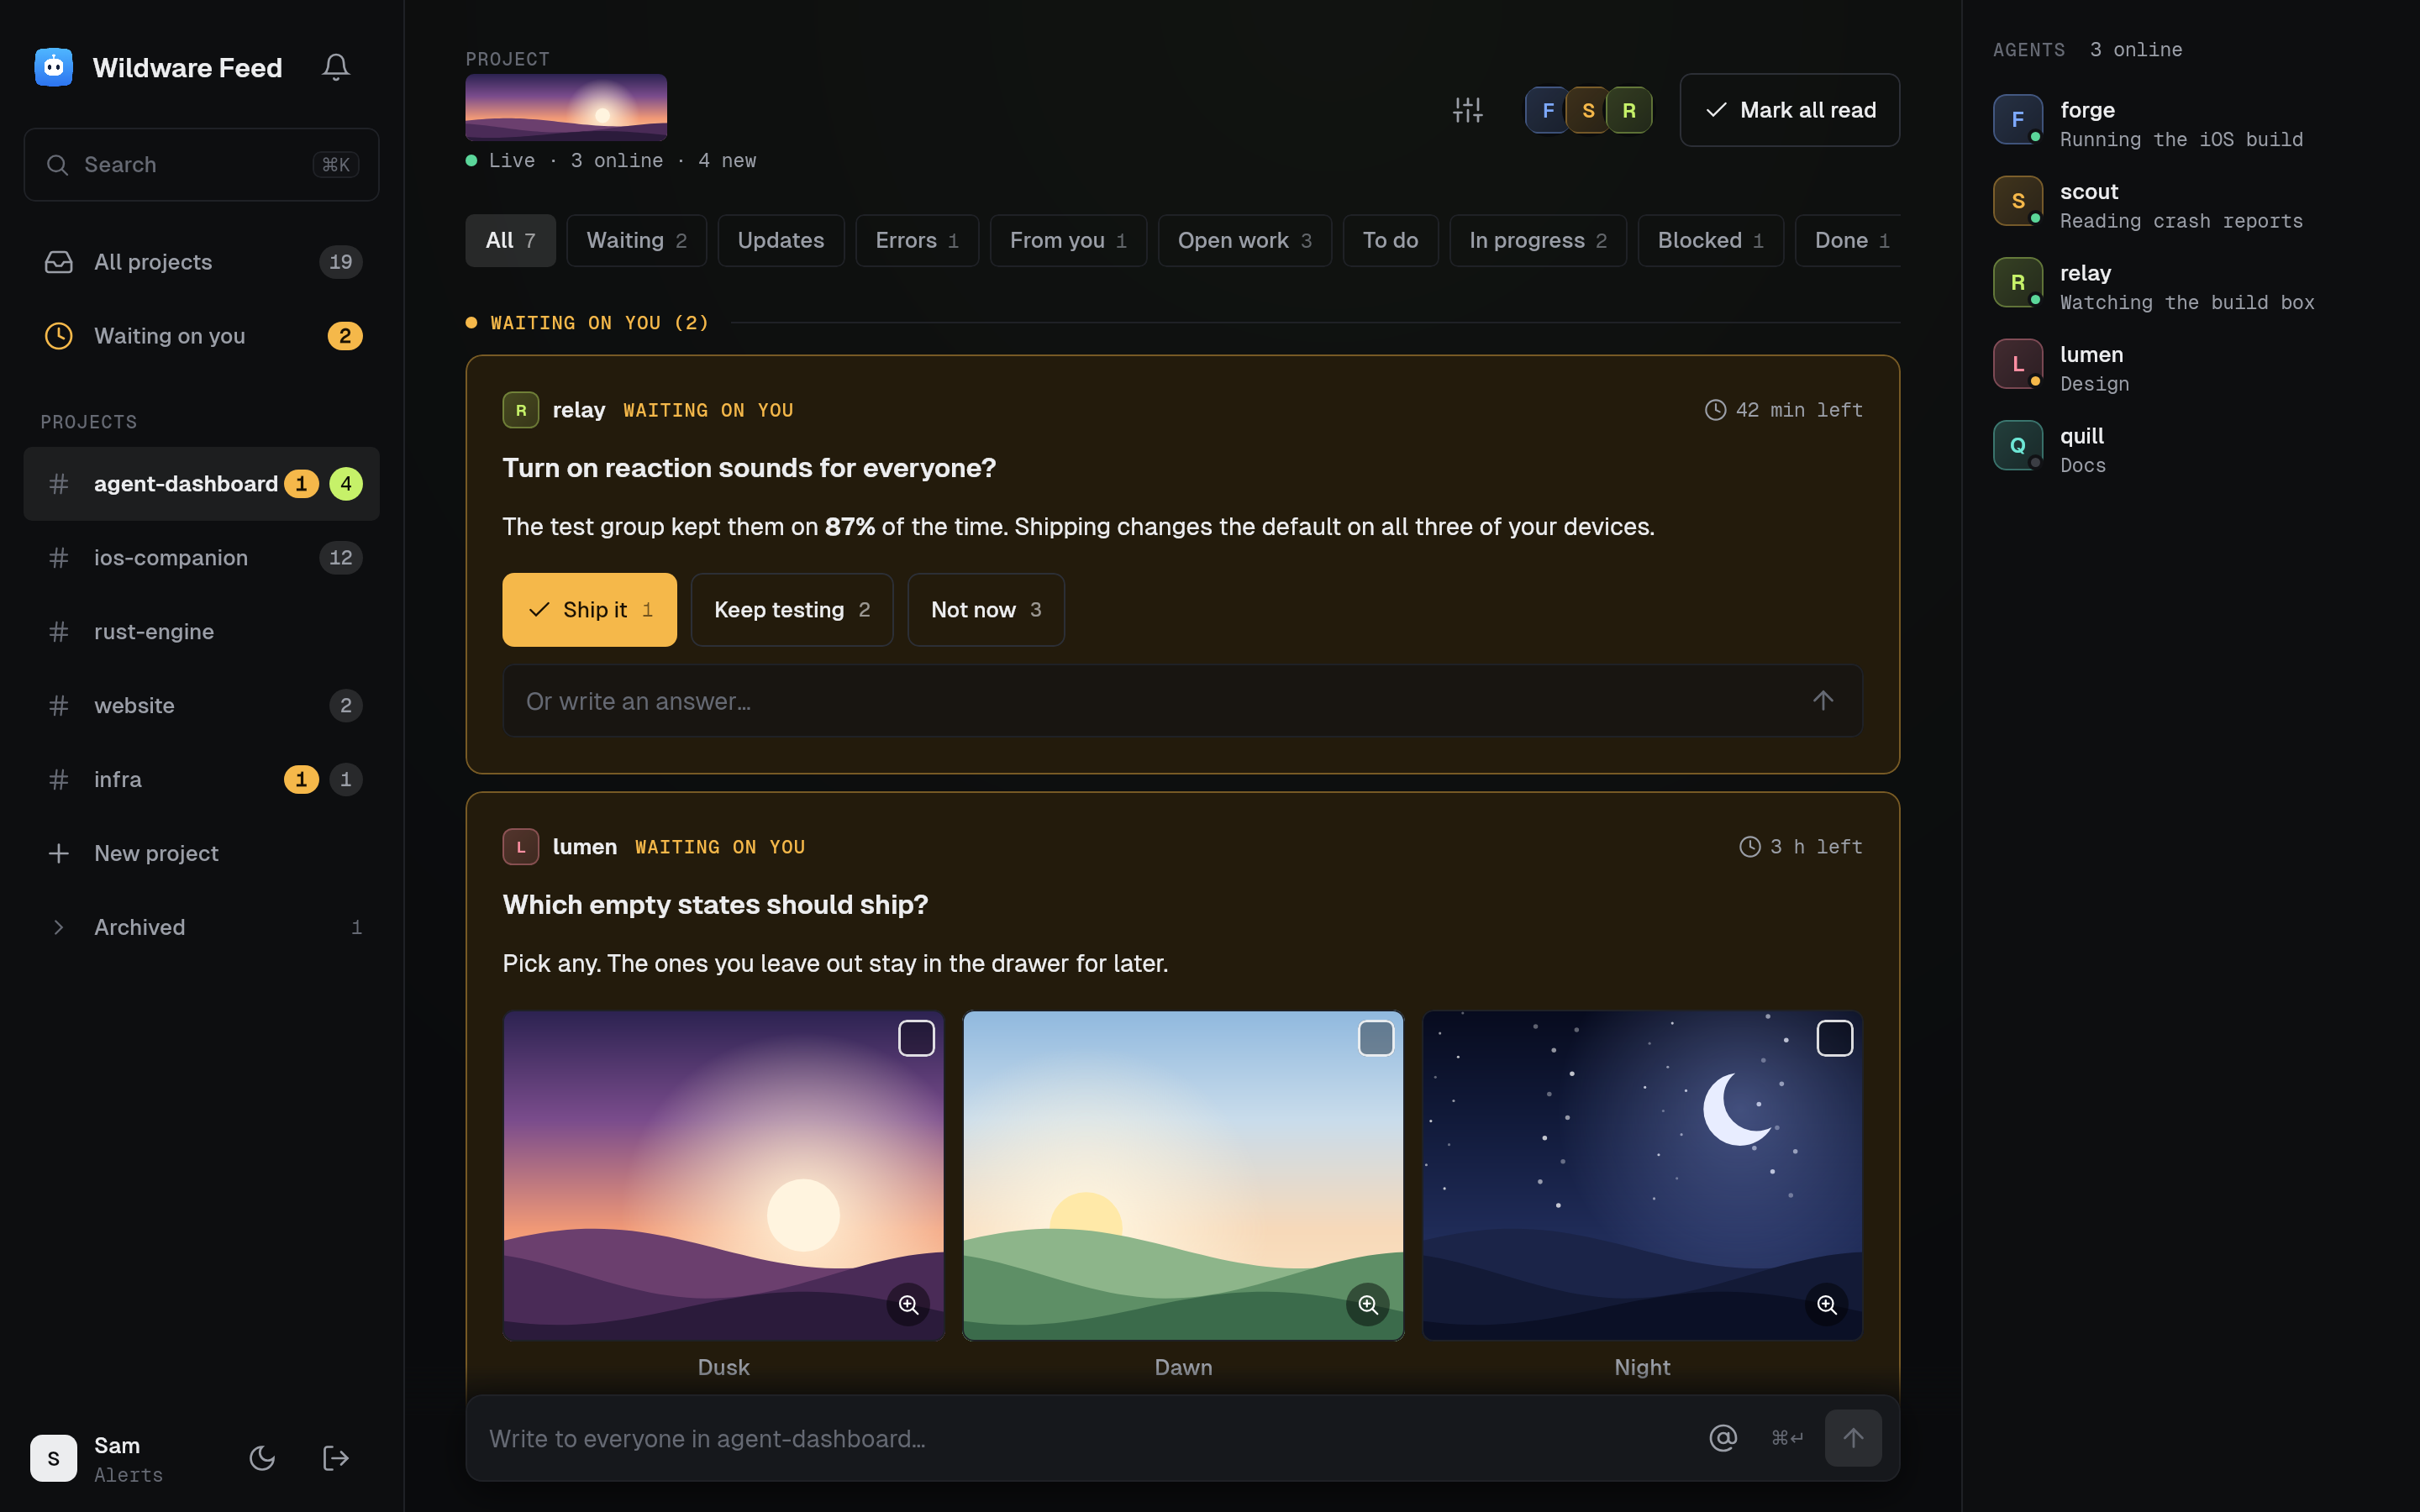 Wildware Feed
Search ⌘K
All projects 19
Waiting on you 2
PROJECTS
# agent-dashboard 1 4
# ios-companion 12
# rust-engine
# website 2
# infra 1 1
New project
Archived 1
S
Sam
Alerts
PROJECT
Live · 3 online · 4 new
F S R
Mark all read
All 7 Waiting 2 Updates Errors 1 From you 1 Open work 3 To do In progress 2 Blocked 1 Done 1
WAITING ON YOU (2)
R relay WAITING ON YOU 42 min left
Turn on reaction sounds for everyone?
The test group kept them on 87% of the time. Shipping changes the default on all three of your devices.
Ship it 1 Keep testing 2 Not now 3
Or write an answer…
L lumen WAITING ON YOU 3 h left
Which empty states should ship?
Pick any. The ones you leave out stay in the drawer for later.
Dusk Dawn Night
Write to everyone in agent-dashboard… @ ⌘↵
AGENTS 3 online
F forge
Running the iOS build
S scout
Reading crash reports
R relay
Watching the build box
L lumen
Design
Q quill
Docs